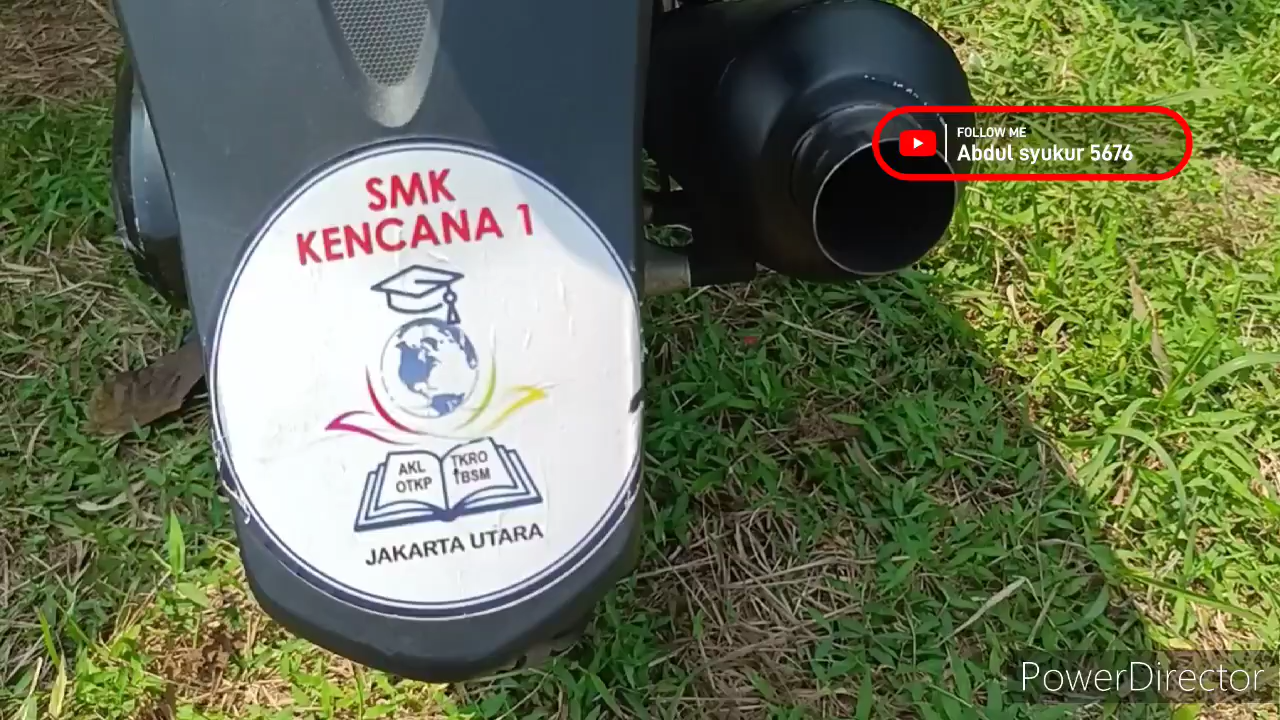 SMK
KENCANA 1
AKL
OTKP
TKRO
TBSM
JAKARTA UTARA
FOLLOW ME
Abdul syukur 5676
PowerDirector